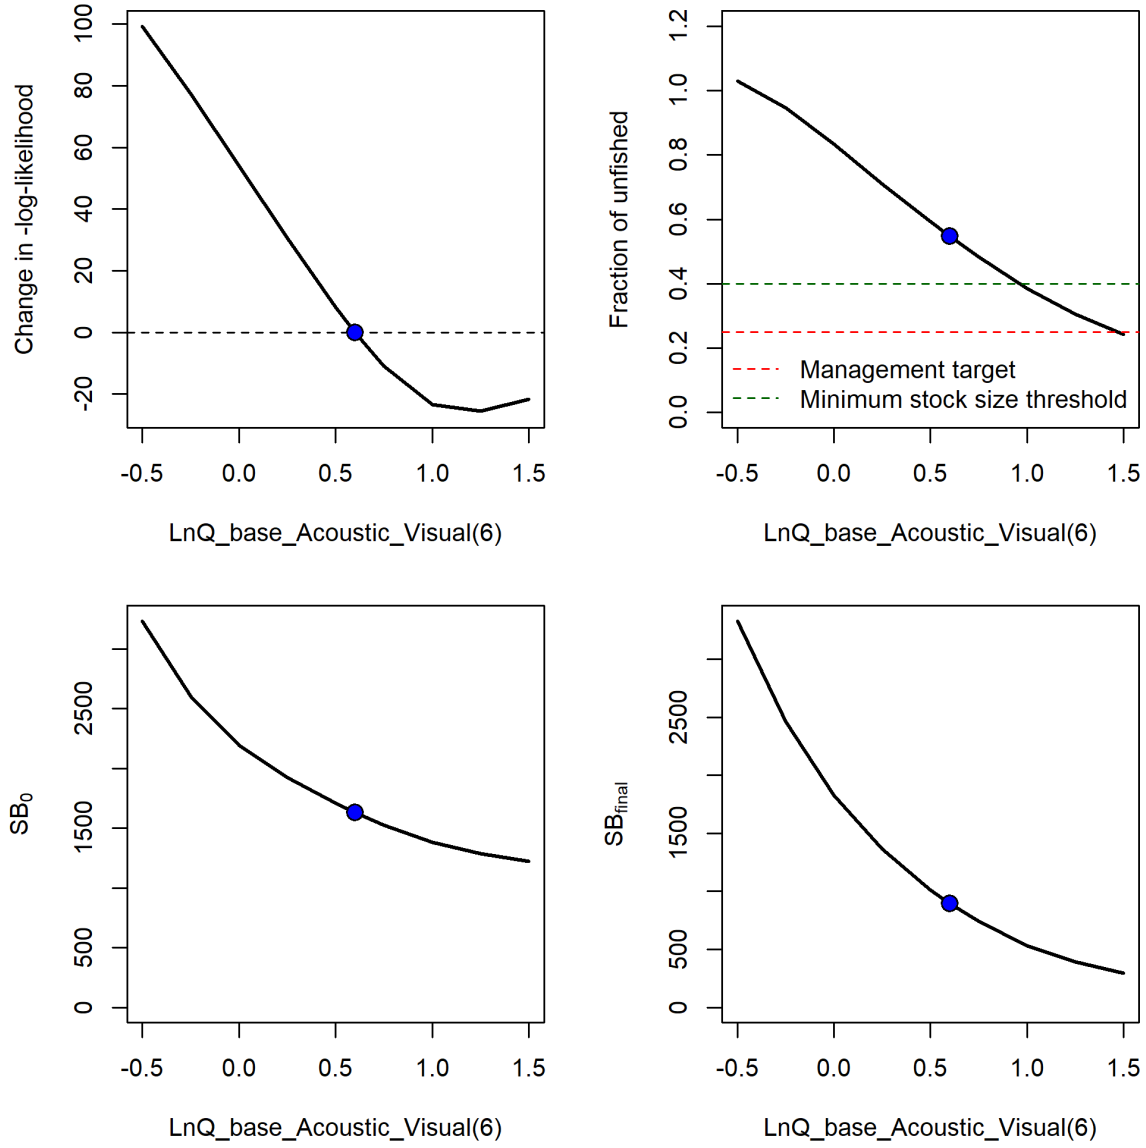 Change in -log-likelihood
100
80
60
40
20
0
-20
-0.5 0.0 0.5 1.0 1.5
LnQ_base_Acoustic_Visual(6)
Fraction of unfished
1.2
1.0
0.8
0.6
0.4
0.2
0.0
Management target
Minimum stock size threshold
-0.5 0.0 0.5 1.0 1.5
LnQ_base_Acoustic_Visual(6)
SB0
2500
1500
500
0
-0.5 0.0 0.5 1.0 1.5
LnQ_base_Acoustic_Visual(6)
SBfinal
2500
1500
500
0
-0.5 0.0 0.5 1.0 1.5
LnQ_base_Acoustic_Visual(6)